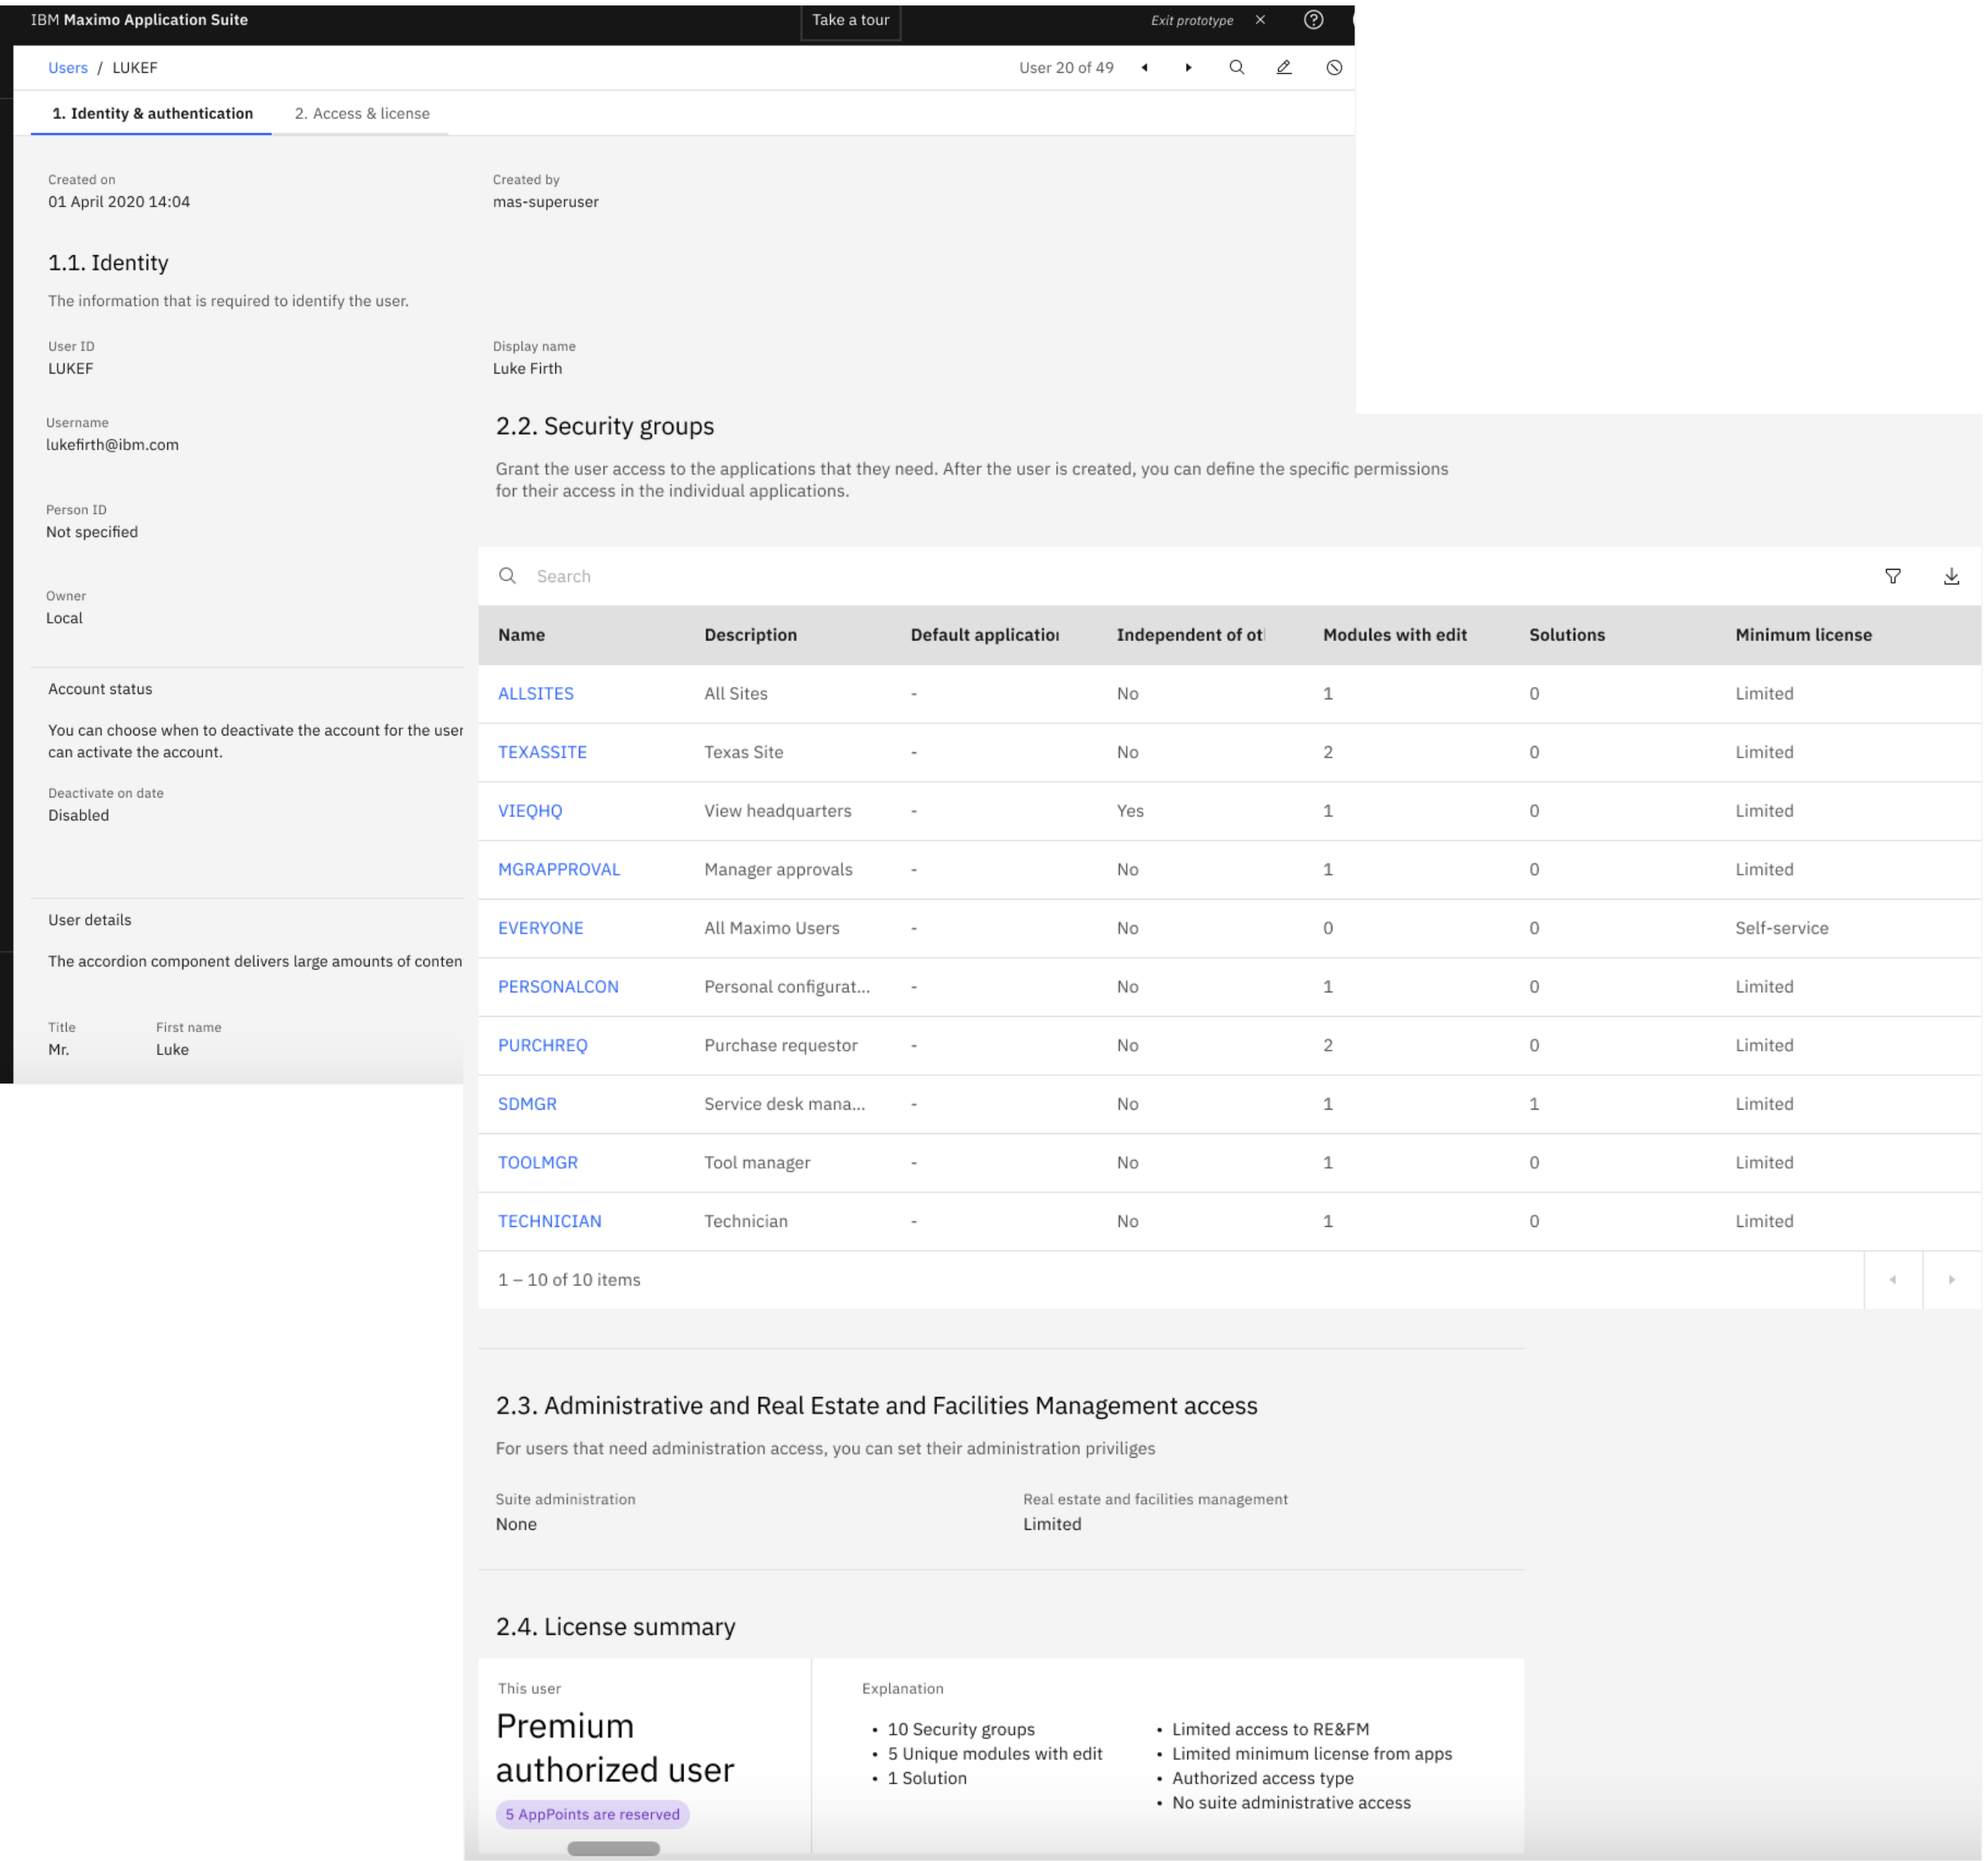 IBM Maximo Application Suite
Take a tour
Exit prototype
Users / LUKEF
User 20 of 49
1. Identity & authentication
2. Access & license
Created on
01 April 2020 14:04
Created by
mas-superuser
1.1. Identity
The information that is required to identify the user.
User ID
LUKEF
Display name
Luke Firth
Username
lukefirth@ibm.com
Person ID
Not specified
Owner
Local
Account status
You can choose when to deactivate the account for the user
can activate the account.
Deactivate on date
Disabled
User details
The accordion component delivers large amounts of conten
Title
Mr.
First name
Luke
2.2. Security groups
Grant the user access to the applications that they need. After the user is created, you can define the specific permissions
for their access in the individual applications.
Search
Name Description Default application Independent of ot Modules with edit Solutions Minimum license
ALLSITES All Sites - No 1 0 Limited
TEXASSITE Texas Site - No 2 0 Limited
VIEQHQ View headquarters - Yes 1 0 Limited
MGRAPPROVAL Manager approvals - No 1 0 Limited
EVERYONE All Maximo Users - No 0 0 Self-service
PERSONALCON Personal configurat... - No 1 0 Limited
PURCHREQ Purchase requestor - No 2 0 Limited
SDMGR Service desk mana... - No 1 1 Limited
TOOLMGR Tool manager - No 1 0 Limited
TECHNICIAN Technician - No 1 0 Limited
1 – 10 of 10 items
2.3. Administrative and Real Estate and Facilities Management access
For users that need administration access, you can set their administration priviliges
Suite administration
None
Real estate and facilities management
Limited
2.4. License summary
This user
Premium
authorized user
5 AppPoints are reserved
Explanation
• 10 Security groups
• 5 Unique modules with edit
• 1 Solution
• Limited access to RE&FM
• Limited minimum license from apps
• Authorized access type
• No suite administrative access